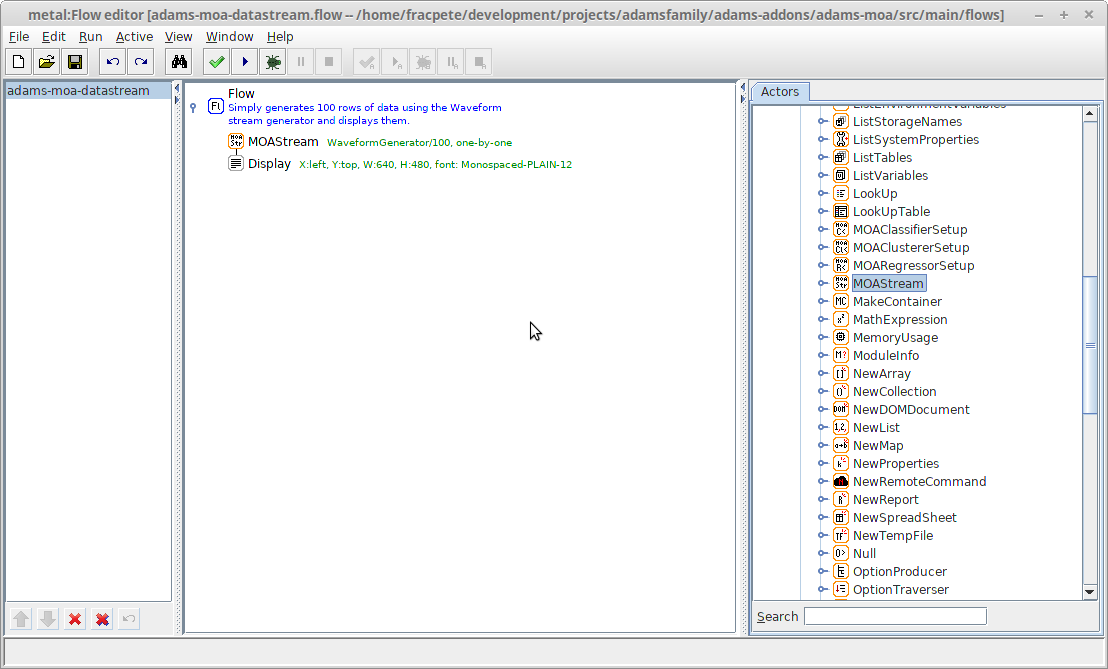 metal:Flow editor [adams-moa-datastream.flow -- /home/fracpete/development/projects/adamsfamily/adams-addons/adams-moa/src/main/flows]
File Edit Run Active View Window Help
adams-moa-datastream
Flow
Simply generates 100 rows of data using the Waveform
stream generator and displays them.
MOAStream WaveformGenerator/100, one-by-one
Display X:left, Y:top, W:640, H:480, font: Monospaced-PLAIN-12
Actors
ListEnvironmentVariables
ListStorageNames
ListSystemProperties
ListTables
ListVariables
LookUp
LookUpTable
MOAClassifierSetup
MOAClustererSetup
MOARegressorSetup
MOAStream
MakeContainer
MathExpression
MemoryUsage
ModuleInfo
NewArray
NewCollection
NewDOMDocument
NewList
NewMap
NewProperties
NewRemoteCommand
NewReport
NewSpreadSheet
NewTempFile
Null
OptionProducer
OptionTraverser
Search